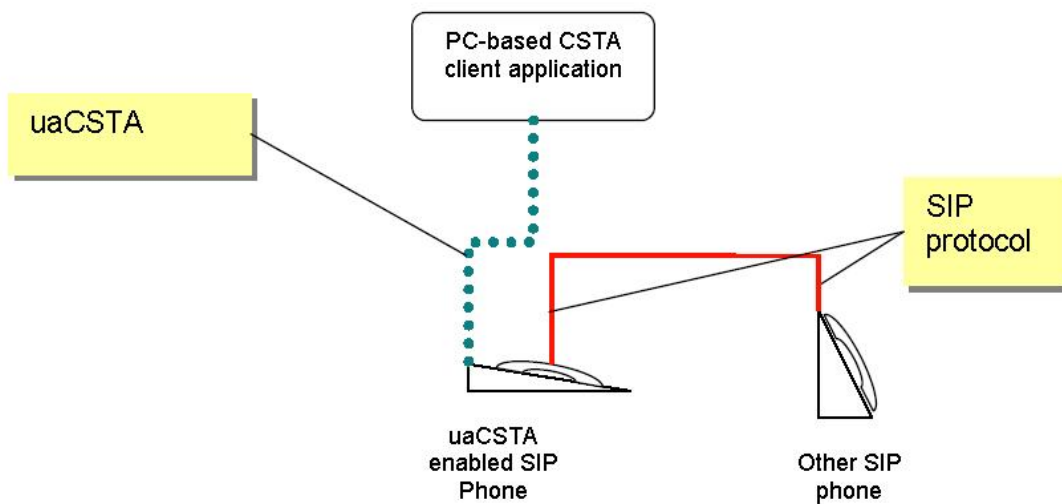 PC-based CSTA
client application
uaCSTA
SIP
protocol
uaCSTA
enabled SIP
Phone
Other SIP
phone